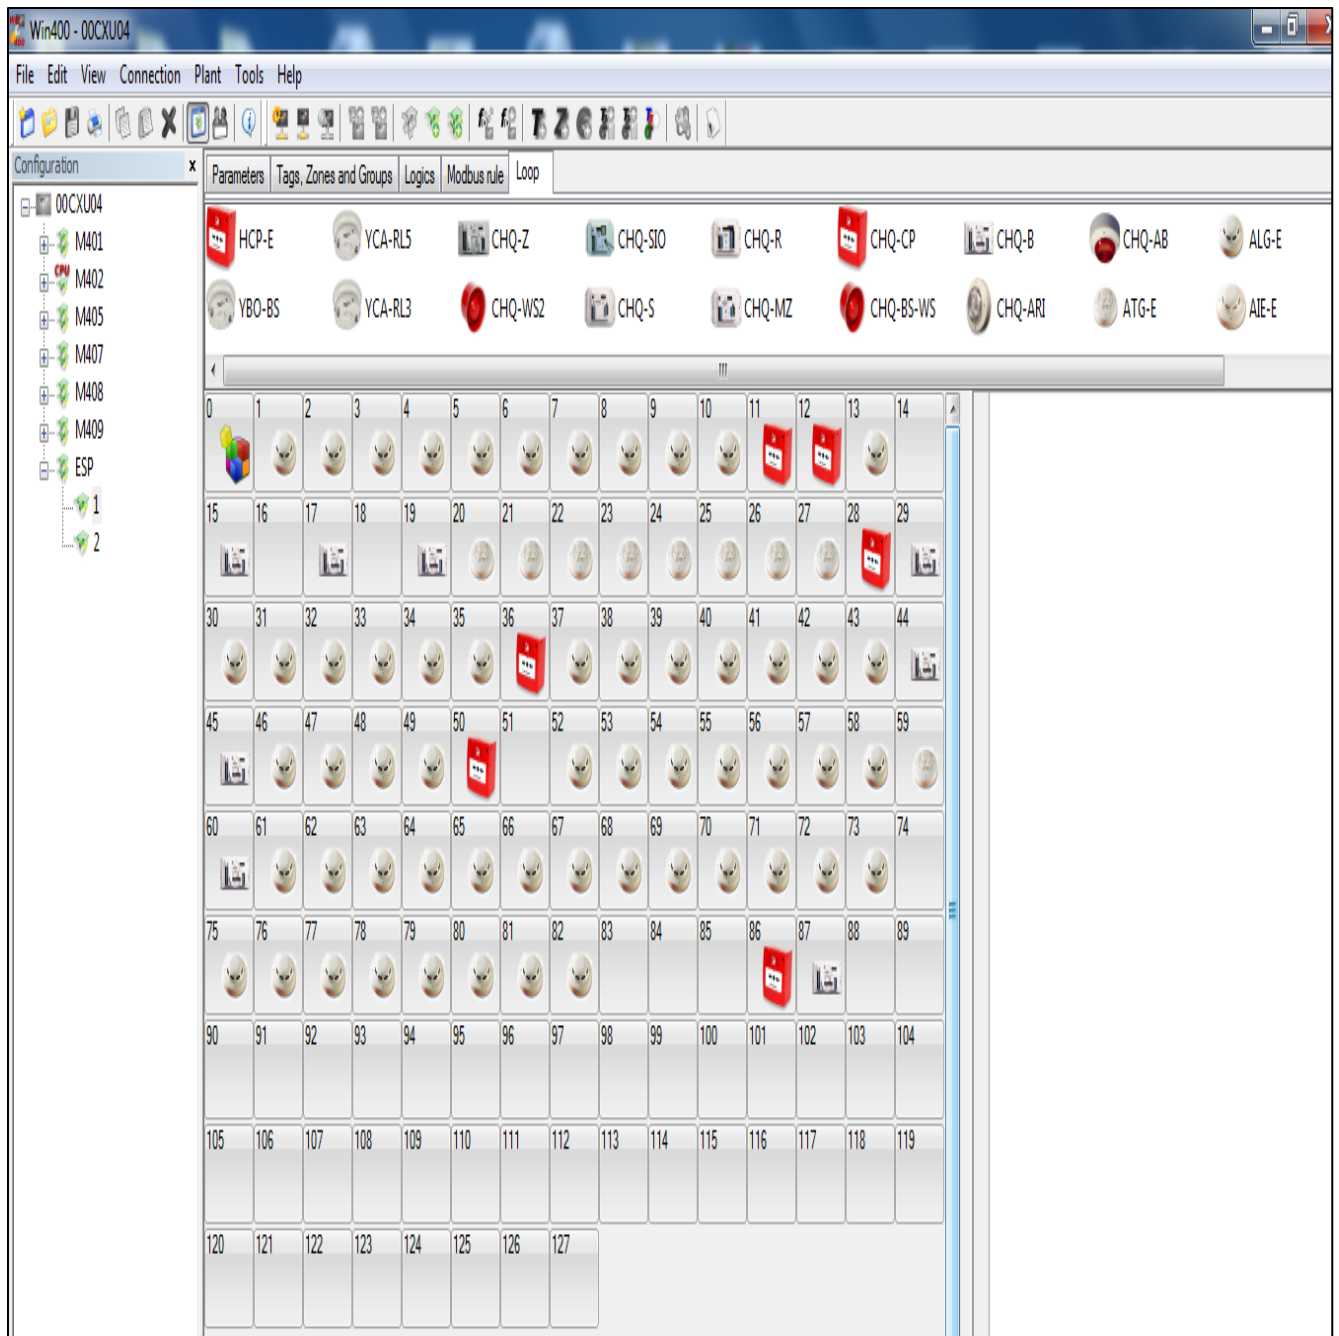 Win400 - 00CXU04
File Edit View Connection Plant Tools Help
Configuration x
Parameters Tags, Zones and Groups Logics Modbus rule Loop
00CXU04
M401
CPU M402
M405
M407
M408
M409
ESP
1
2
HCP-E YCA-RL5 CHQ-Z CHQ-SIO CHQ-R CHQ-CP CHQ-B CHQ-AB ALG-E
YBO-BS YCA-RL3 CHQ-WS2 CHQ-S CHQ-MZ CHQ-BS-WS CHQ-ARI ATG-E AIE-E
0 1 2 3 4 5 6 7 8 9 10 11 12 13 14
15 16 17 18 19 20 21 22 23 24 25 26 27 28 29
30 31 32 33 34 35 36 37 38 39 40 41 42 43 44
45 46 47 48 49 50 51 52 53 54 55 56 57 58 59
60 61 62 63 64 65 66 67 68 69 70 71 72 73 74
75 76 77 78 79 80 81 82 83 84 85 86 87 88 89
90 91 92 93 94 95 96 97 98 99 100 101 102 103 104
105 106 107 108 109 110 111 112 113 114 115 116 117 118 119
120 121 122 123 124 125 126 127